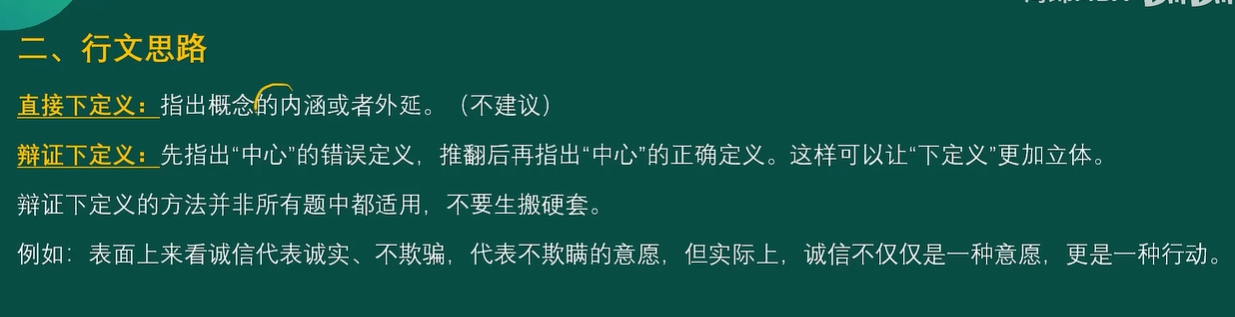 二、行文思路
直接下定义：指出概念的内涵或者外延。（不建议）
辩证下定义：先指出“中心”的错误定义，推翻后再指出“中心”的正确定义。这样可以让“下定义”更加立体。
辩证下定义的方法并非所有题中都适用，不要生搬硬套。
例如：表面上来看诚信代表诚实、不欺骗，代表不欺瞒的意愿，但实际上，诚信不仅仅是一种意愿，更是一种行动。